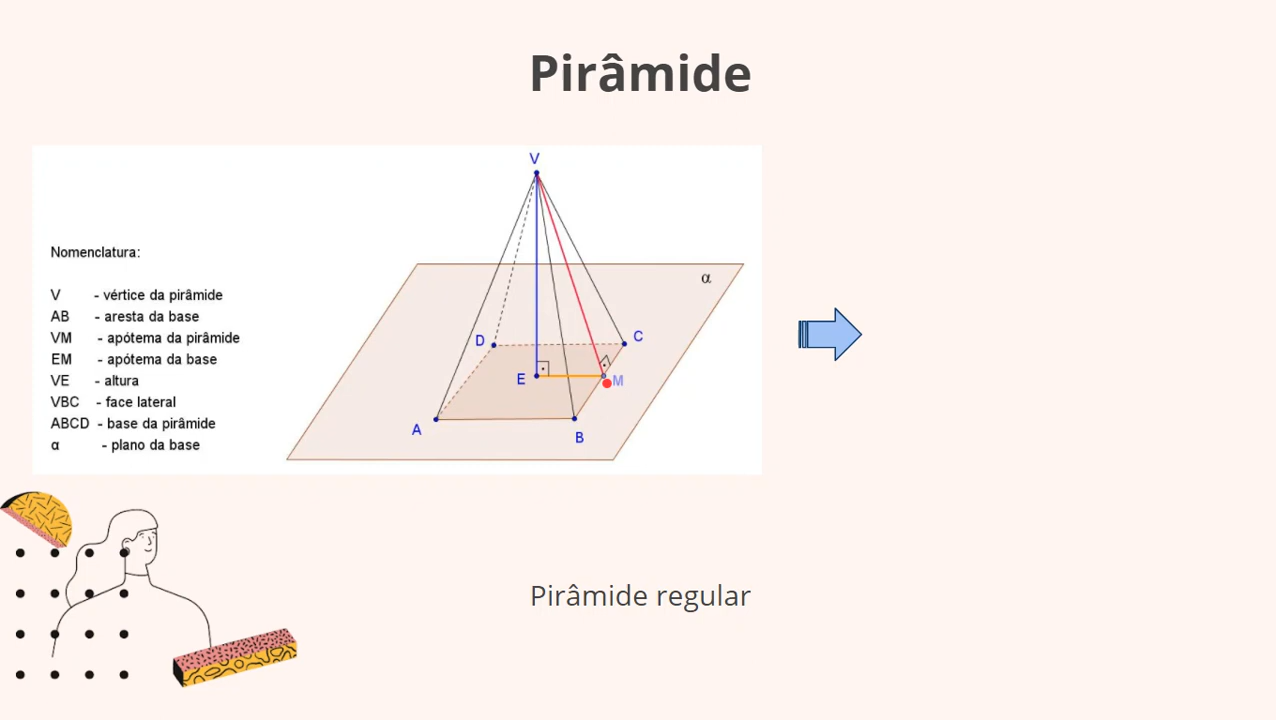 Pirâmide
Nomenclatura:
V - vértice da pirâmide
AB - aresta da base
VM - apótema da pirâmide
EM - apótema da base
VE - altura
VBC - face lateral
ABCD - base da pirâmide
α - plano da base
V
α
D
C
E
M
A
B
Pirâmide regular